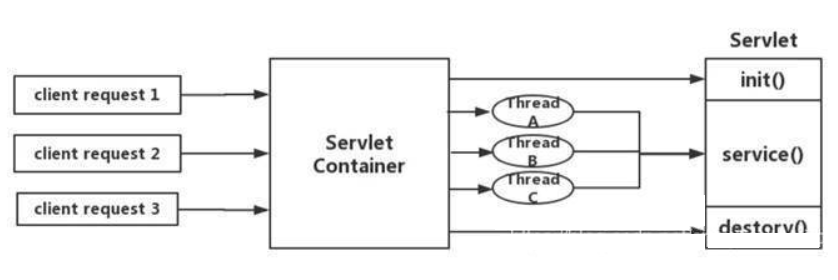 Servlet
client request 1
client request 2
client request 3
Servlet
Container
Thread
A
Thread
B
Thread
C
init()
service()
destory()